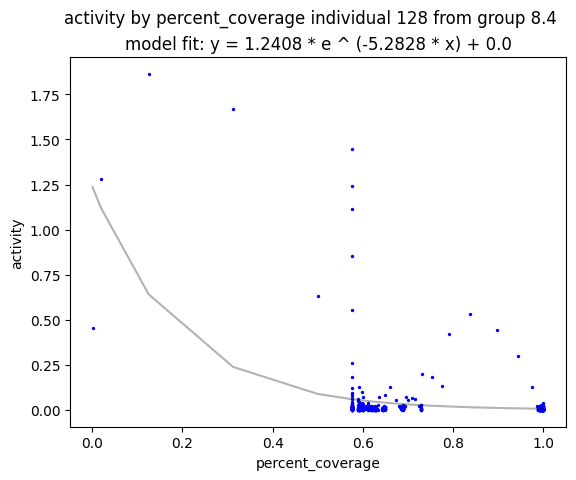 activity by percent_coverage individual 128 from group 8.4
model fit: y = 1.2408 * e ^ (-5.2828 * x) + 0.0
activity
1.75
1.50
1.25
1.00
0.75
0.50
0.25
0.00
0.0 0.2 0.4 0.6 0.8 1.0
percent_coverage